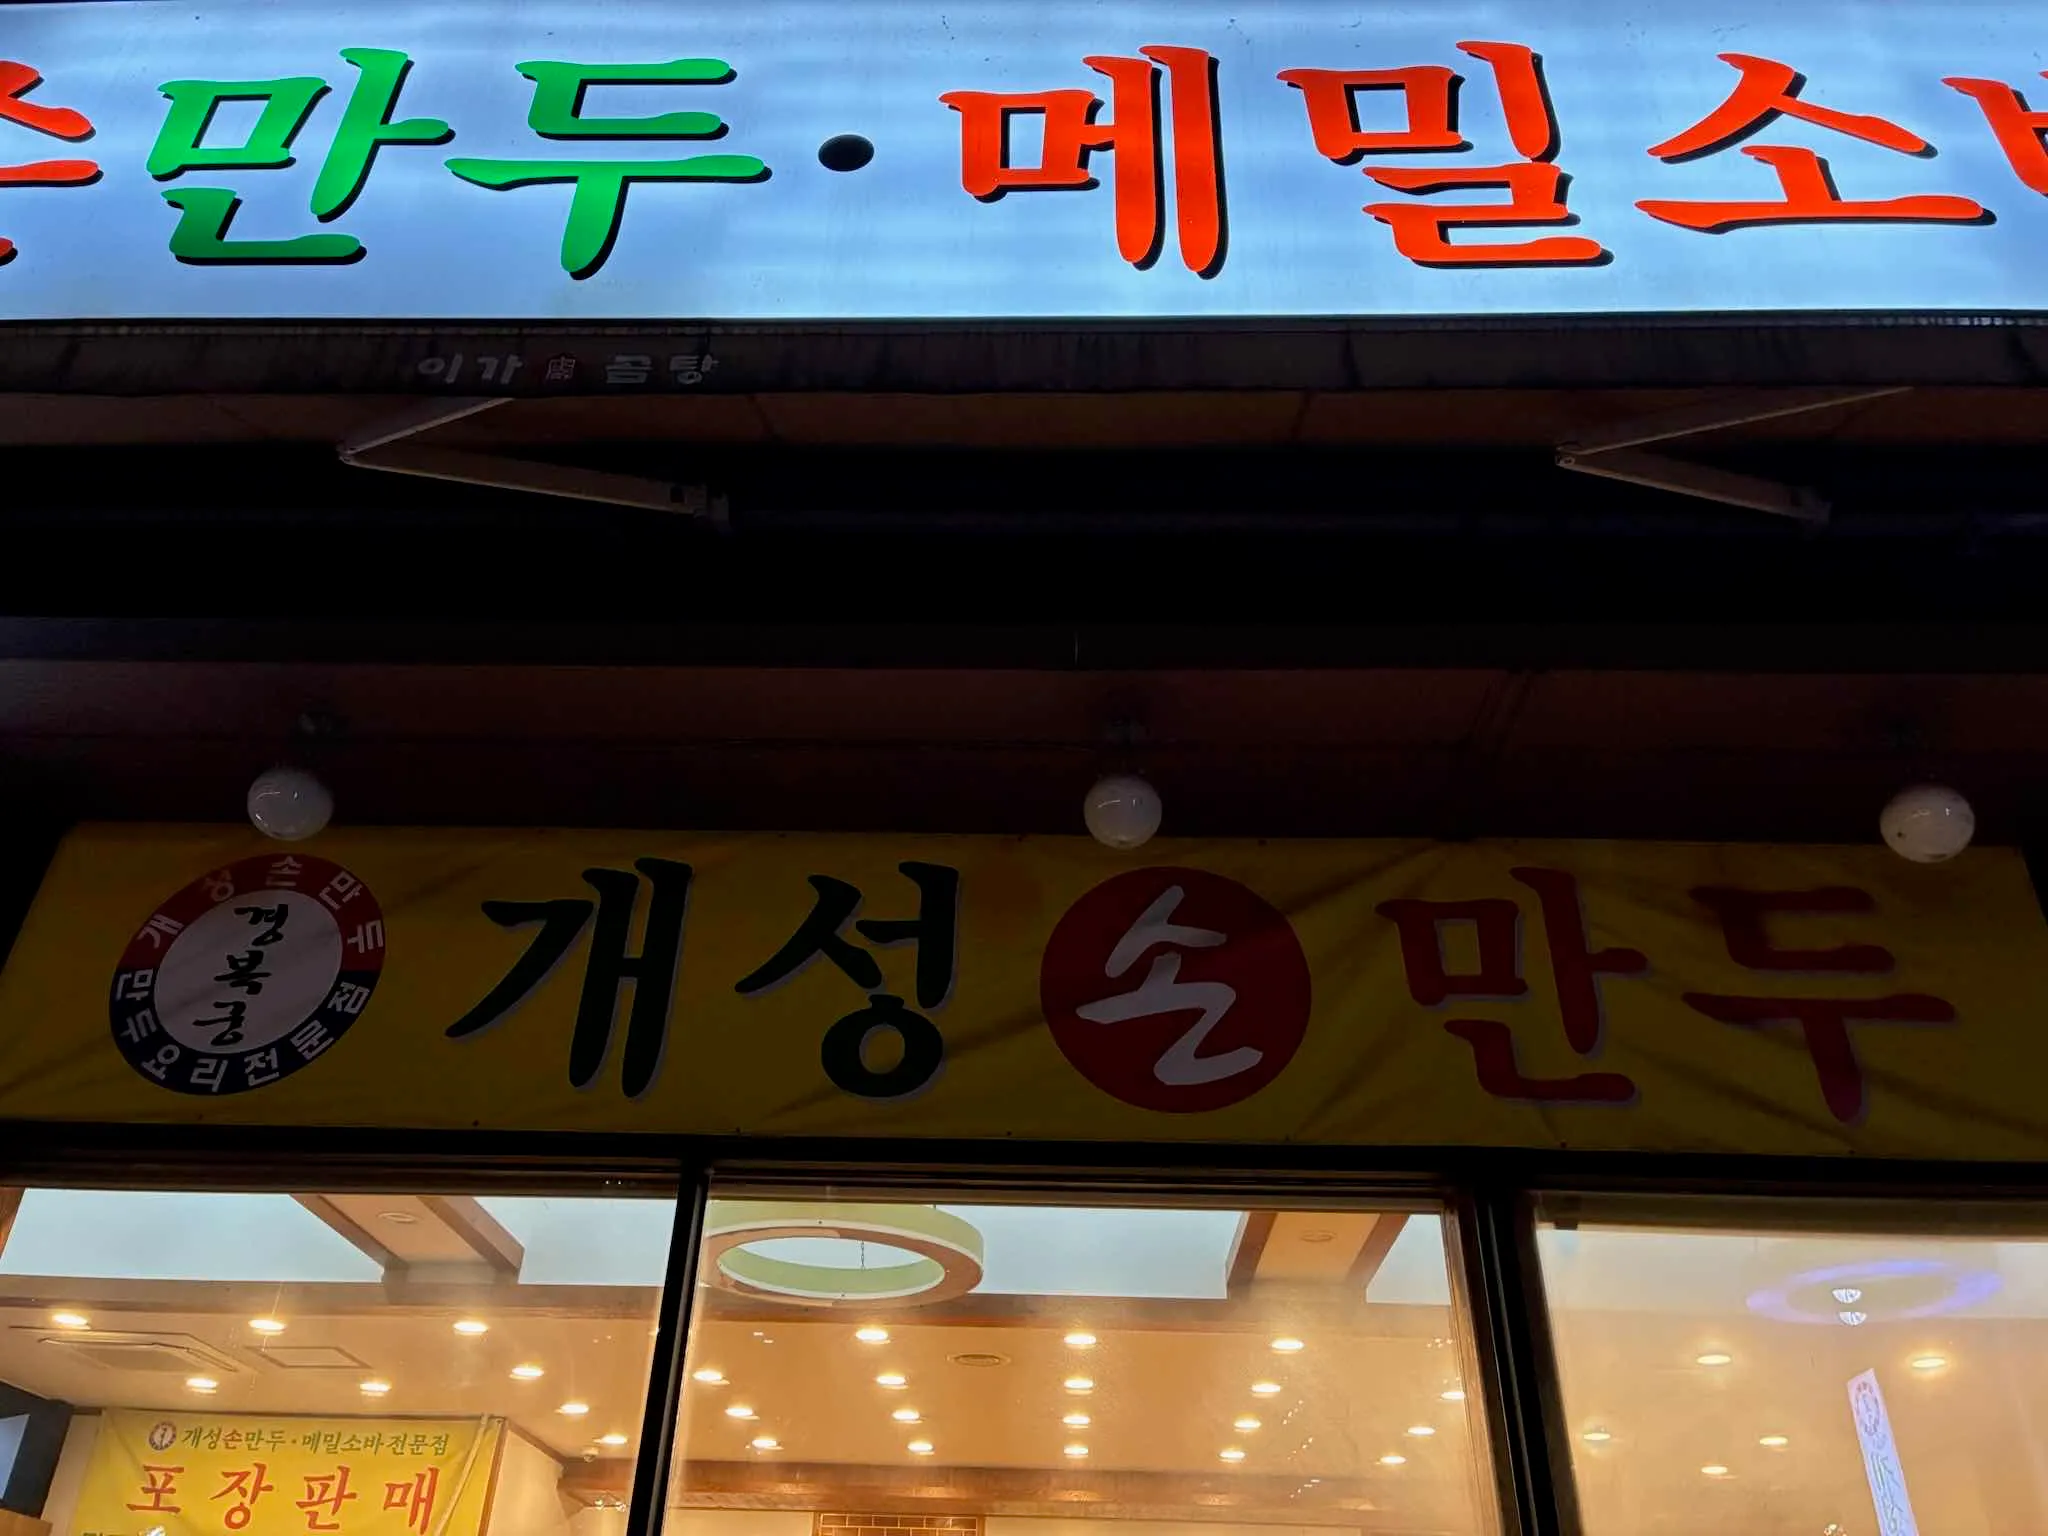 손만두·메밀소바
이가 곰탕
개성손만두
만두요리전문점
경복궁
개성손만두
개성손만두·메밀소바전문점
포장판매